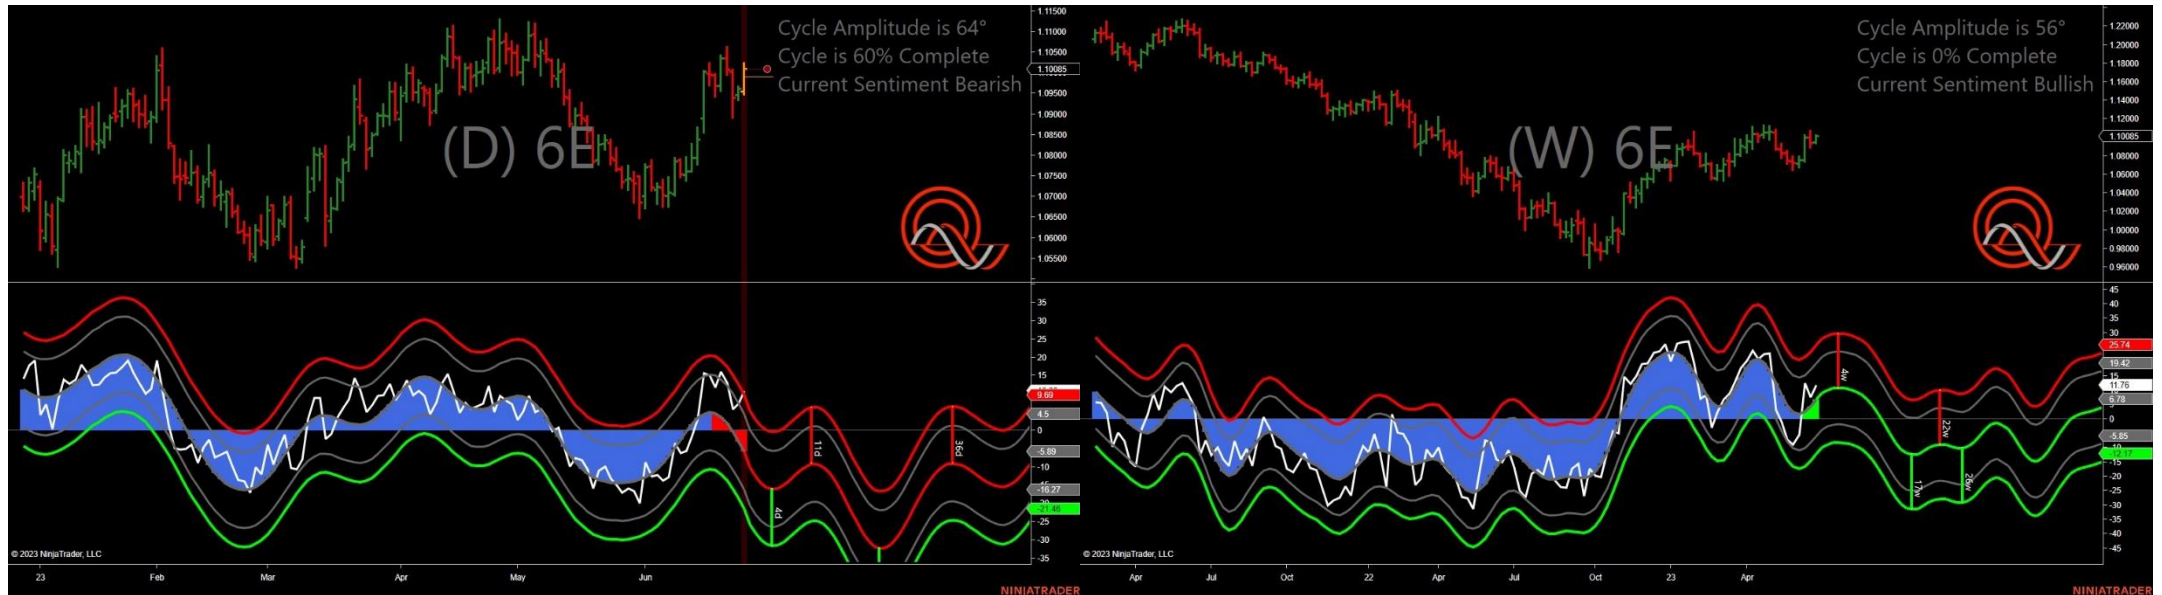 Cycle Amplitude is 64°
Cycle is 60% Complete
Current Sentiment Bearish
(D) 6E
1.11500
1.11000
1.10500
1.10085
1.09500
1.09000
1.08500
1.08000
1.07500
1.07000
1.06500
1.06000
1.05500
35
30
25
20
15
9.69
4.5
0
-5.89
-10
-16.27
-21.46
-25
-30
-35
4d
11d
36d
© 2023 NinjaTrader, LLC
23
Feb
Mar
Apr
May
Jun
NINJATRADER
Cycle Amplitude is 56°
Cycle is 0% Complete
Current Sentiment Bullish
(W) 6E
1.22000
1.20000
1.18000
1.16000
1.14000
1.12000
1.10085
1.08000
1.06000
1.04000
1.02000
1.00000
0.98000
0.96000
45
40
35
30
25.74
19.42
15
11.76
6.78
0
-5.85
-12.17
-15
-20
-25
-30
-35
-40
-45
4w
17w
22w
26w
© 2023 NinjaTrader, LLC
Apr
Jul
Oct
22
Apr
Jul
Oct
23
Apr
NINJATRADER